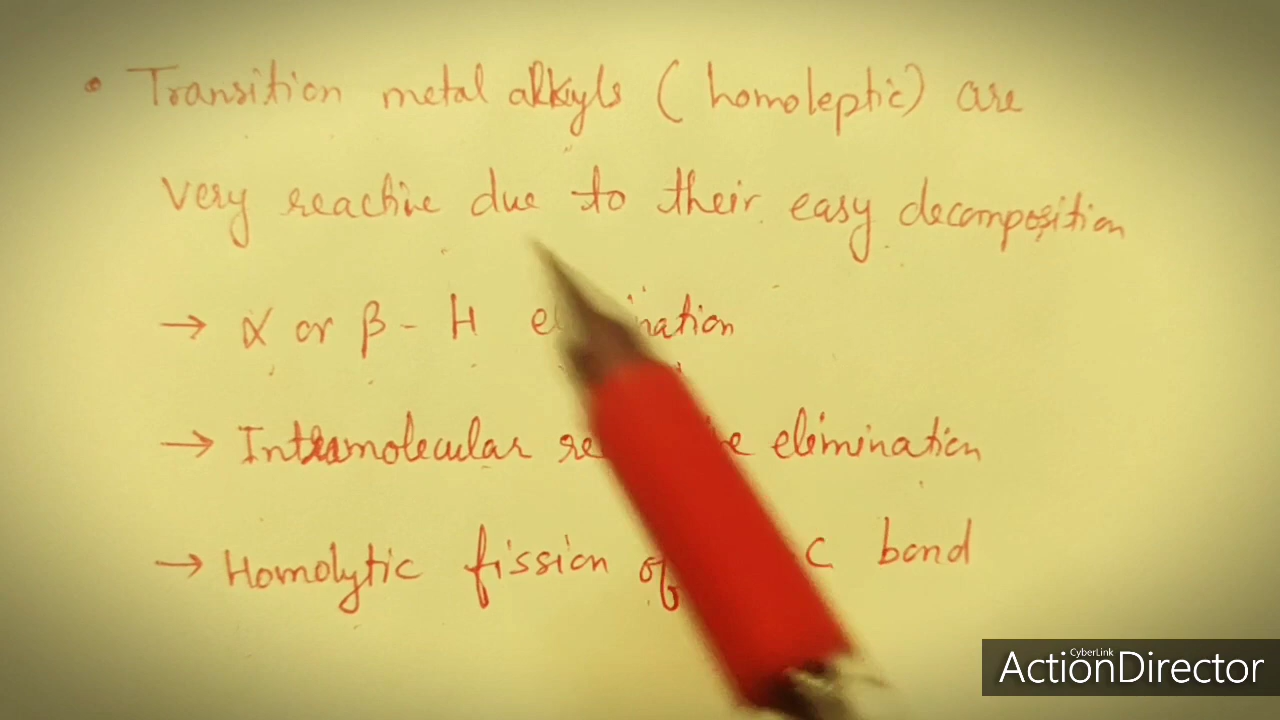 • Transition metal alkyls (homoleptic) are
very reactive due to their easy decomposition
→ α or β - H
→ Intramolecular elimination
→ Homolytic fission of C bond
CyberLink
ActionDirector